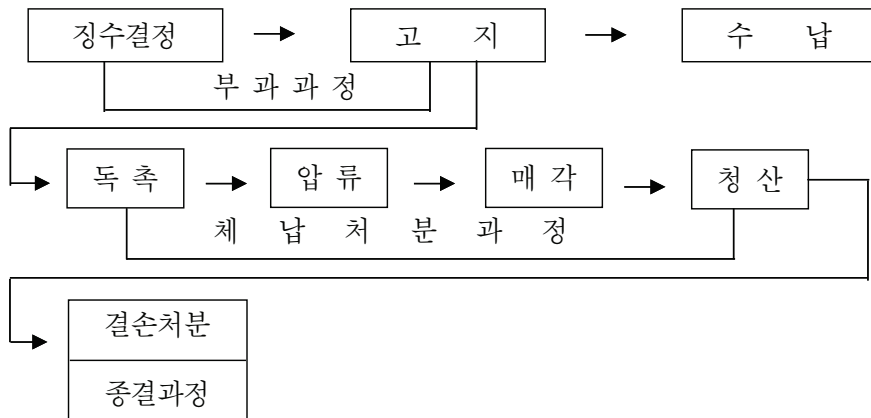 징수결정 고 지 수 납
부 과 과 정
독 촉 압 류 매 각 청 산
체 납 처 분 과 정
결손처분
종결과정